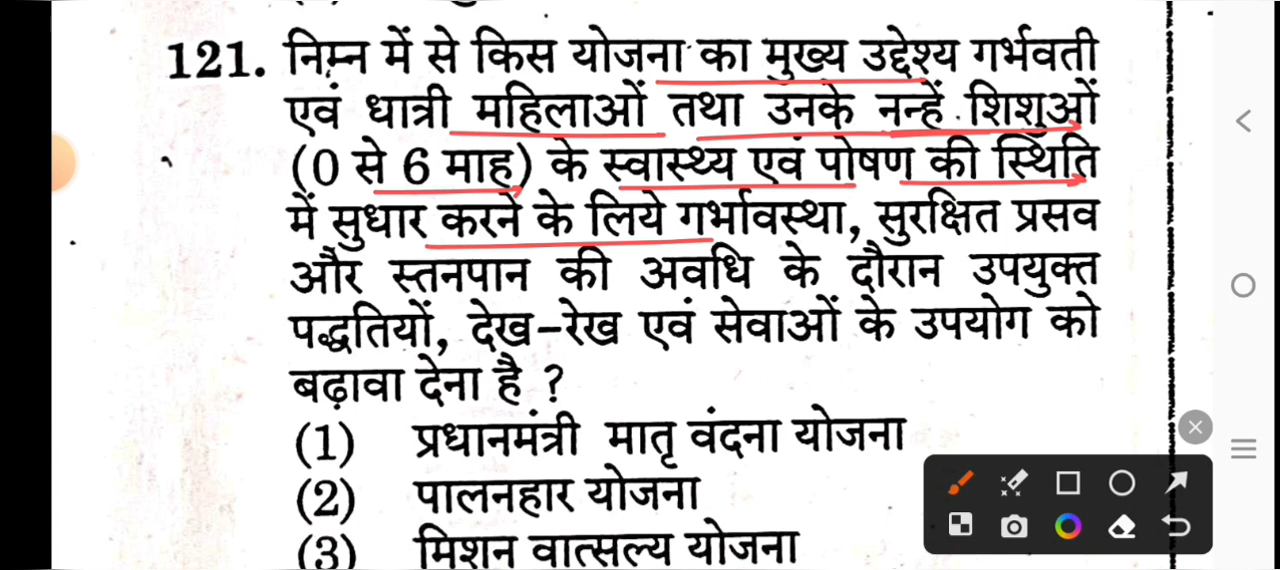 121. निम्न में से किस योजना का मुख्य उद्देश्य गर्भवती
एवं धात्री महिलाओं तथा उनके नन्हें शिशुओं
(0 से 6 माह) के स्वास्थ्य एवं पोषण की स्थिति
में सुधार करने के लिये गर्भावस्था, सुरक्षित प्रसव
और स्तनपान की अवधि के दौरान उपयुक्त
पद्धतियों, देख-रेख एवं सेवाओं के उपयोग को
बढ़ावा देना है ?
(1) प्रधानमंत्री मातृ वंदना योजना
(2) पालनहार योजना
(3) मिशन वात्सल्य योजना